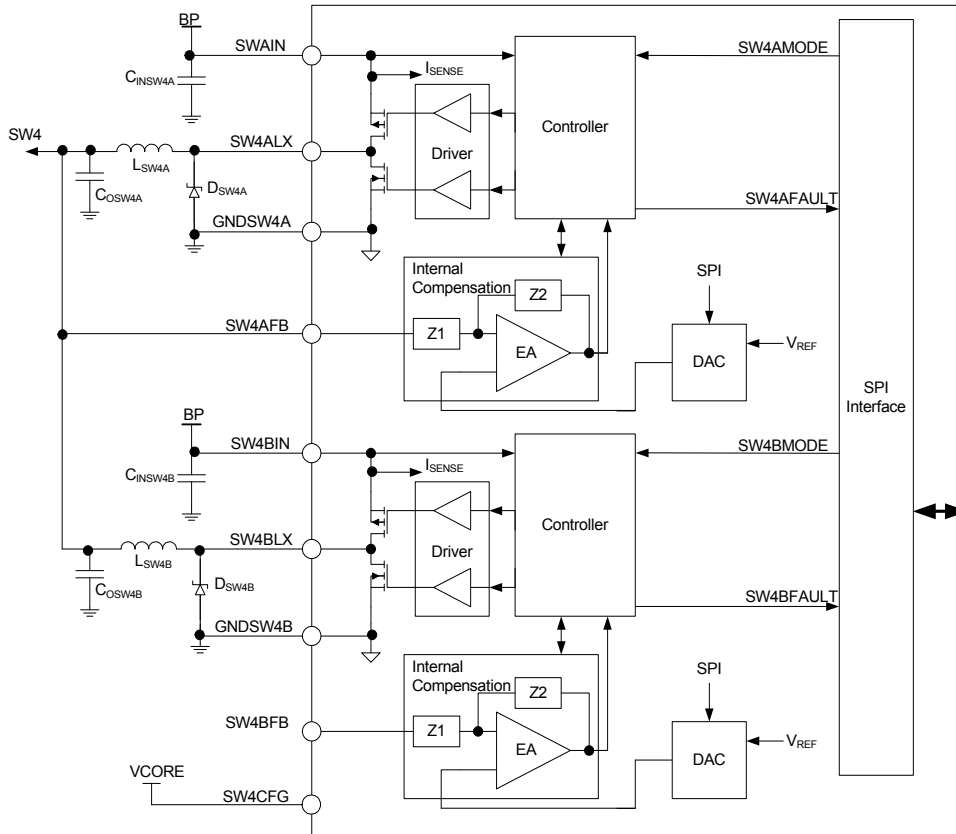 BP
SWAIN
SW4AMODE
CINSW4A
ISENSE
Controller
SW4
SW4ALX
Driver
LSW4A
DSW4A
COSW4A
SW4AFAULT
GNDSW4A
Internal
Compensation
SPI
Z2
SW4AFB
Z1
EA
VREF
DAC
SPI
Interface
BP
SW4BIN
SW4BMODE
CINSW4B
ISENSE
Controller
SW4BLX
Driver
LSW4B
DSW4B
COSW4B
SW4BFAULT
GNDSW4B
Internal
Compensation
SPI
Z2
SW4BFB
Z1
EA
VREF
DAC
VCORE
SW4CFG